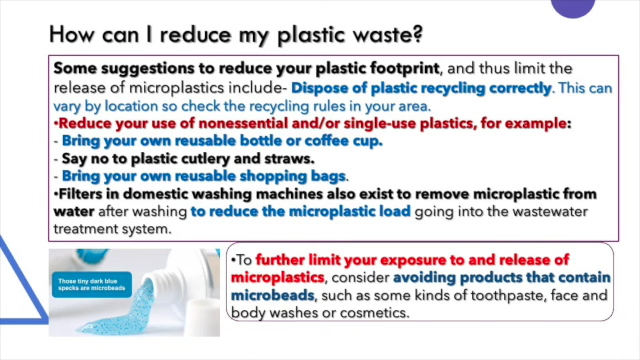 How can I reduce my plastic waste?
Some suggestions to reduce your plastic footprint, and thus limit the
release of microplastics include- Dispose of plastic recycling correctly. This can
vary by location so check the recycling rules in your area.
•Reduce your use of nonessential and/or single-use plastics, for example:
- Bring your own reusable bottle or coffee cup.
- Say no to plastic cutlery and straws.
- Bring your own reusable shopping bags.
•Filters in domestic washing machines also exist to remove microplastic from
water after washing to reduce the microplastic load going into the wastewater
treatment system.
Those tiny dark blue
specks are microbeads
•To further limit your exposure to and release of
microplastics, consider avoiding products that contain
microbeads, such as some kinds of toothpaste, face and
body washes or cosmetics.